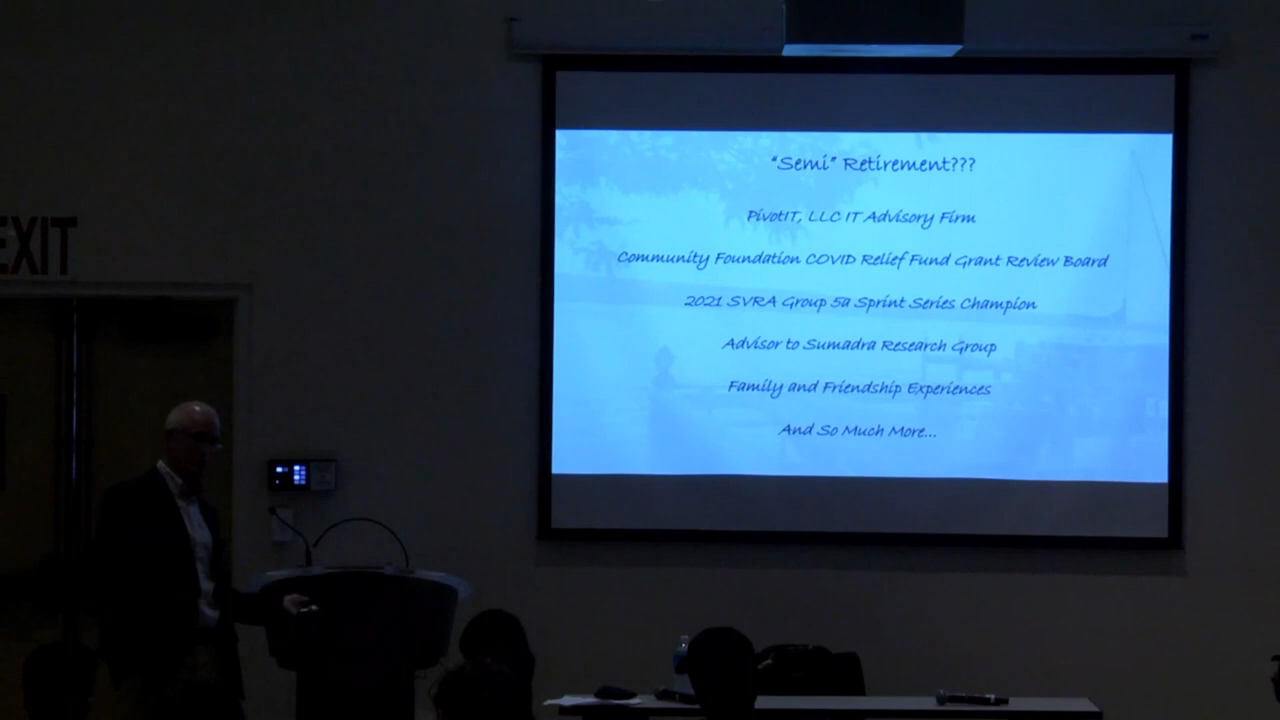 EXIT
"Semi" Retirement???
PivotIT, LLC IT Advisory Firm
Community Foundation COVID Relief Fund Grant Review Board
2021 SVRA Group 5a Sprint Series Champion
Advisor to Sumadra Research Group
Family and Friendship Experiences
And So Much More...